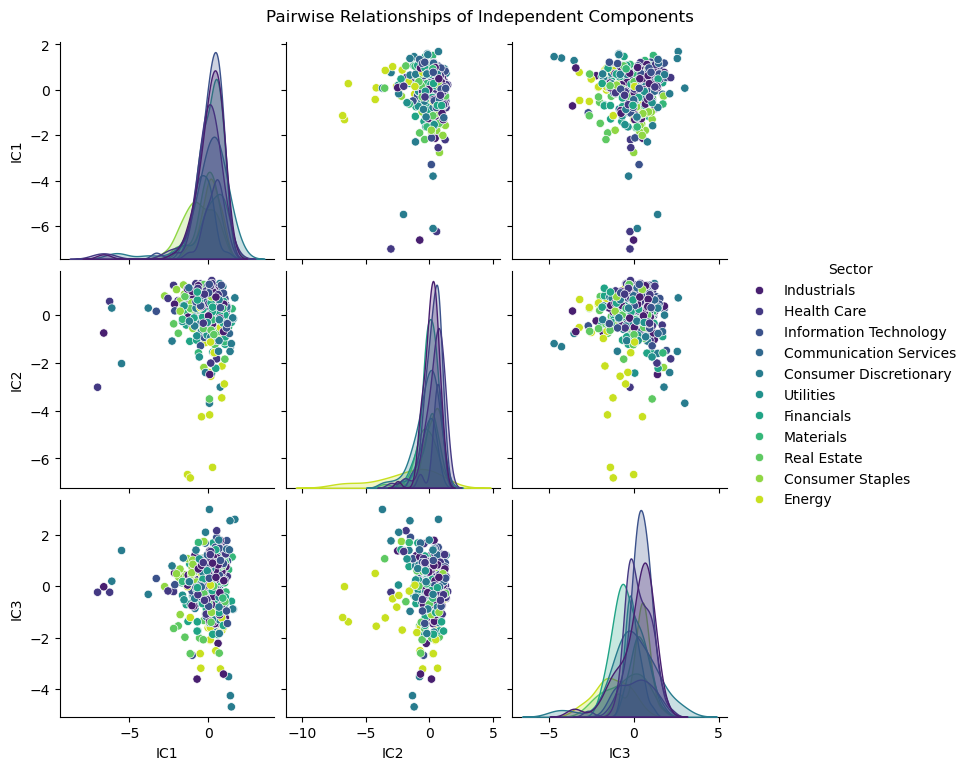 Pairwise Relationships of Independent Components
2
0
−2
−4
−6
IC1
0
−2
−4
−6
IC2
2
0
−2
−4
IC3
−5
0
IC1
−10
−5
0
5
IC2
−5
0
5
IC3
Sector
Industrials
Health Care
Information Technology
Communication Services
Consumer Discretionary
Utilities
Financials
Materials
Real Estate
Consumer Staples
Energy